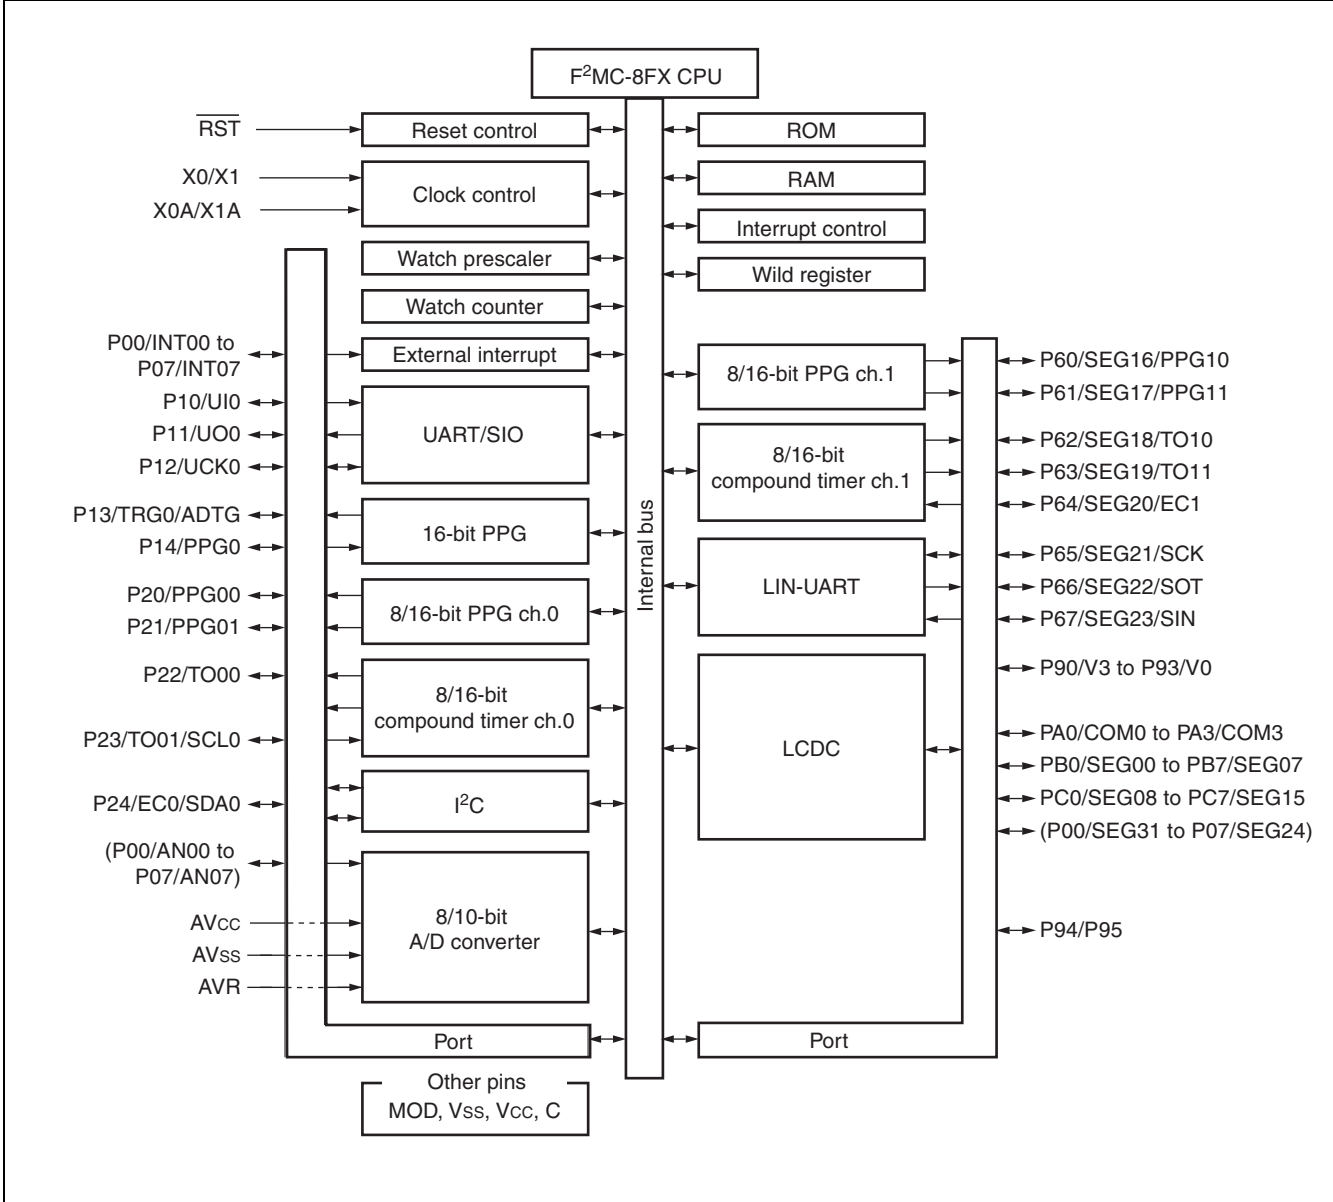 F²MC-8FX CPU
RST
Reset control
ROM
X0/X1
X0A/X1A
Clock control
RAM
Interrupt control
Watch prescaler
Wild register
Watch counter
P00/INT00 to
P07/INT07
External interrupt
P10/UI0
P11/UO0
P12/UCK0
UART/SIO
P13/TRG0/ADTG
P14/PPG0
16-bit PPG
P20/PPG00
P21/PPG01
8/16-bit PPG ch.0
P22/TO00
P23/TO01/SCL0
8/16-bit
compound timer ch.0
P24/EC0/SDA0
I²C
(P00/AN00 to
P07/AN07)
AVCC
AVSS
AVR
8/10-bit
A/D converter
Port
Other pins
MOD, VSS, VCC, C
Internal bus
8/16-bit PPG ch.1
P60/SEG16/PPG10
P61/SEG17/PPG11
8/16-bit
compound timer ch.1
P62/SEG18/TO10
P63/SEG19/TO11
P64/SEG20/EC1
LIN-UART
P65/SEG21/SCK
P66/SEG22/SOT
P67/SEG23/SIN
LCDC
P90/V3 to P93/V0
PA0/COM0 to PA3/COM3
PB0/SEG00 to PB7/SEG07
PC0/SEG08 to PC7/SEG15
(P00/SEG31 to P07/SEG24)
P94/P95
Port